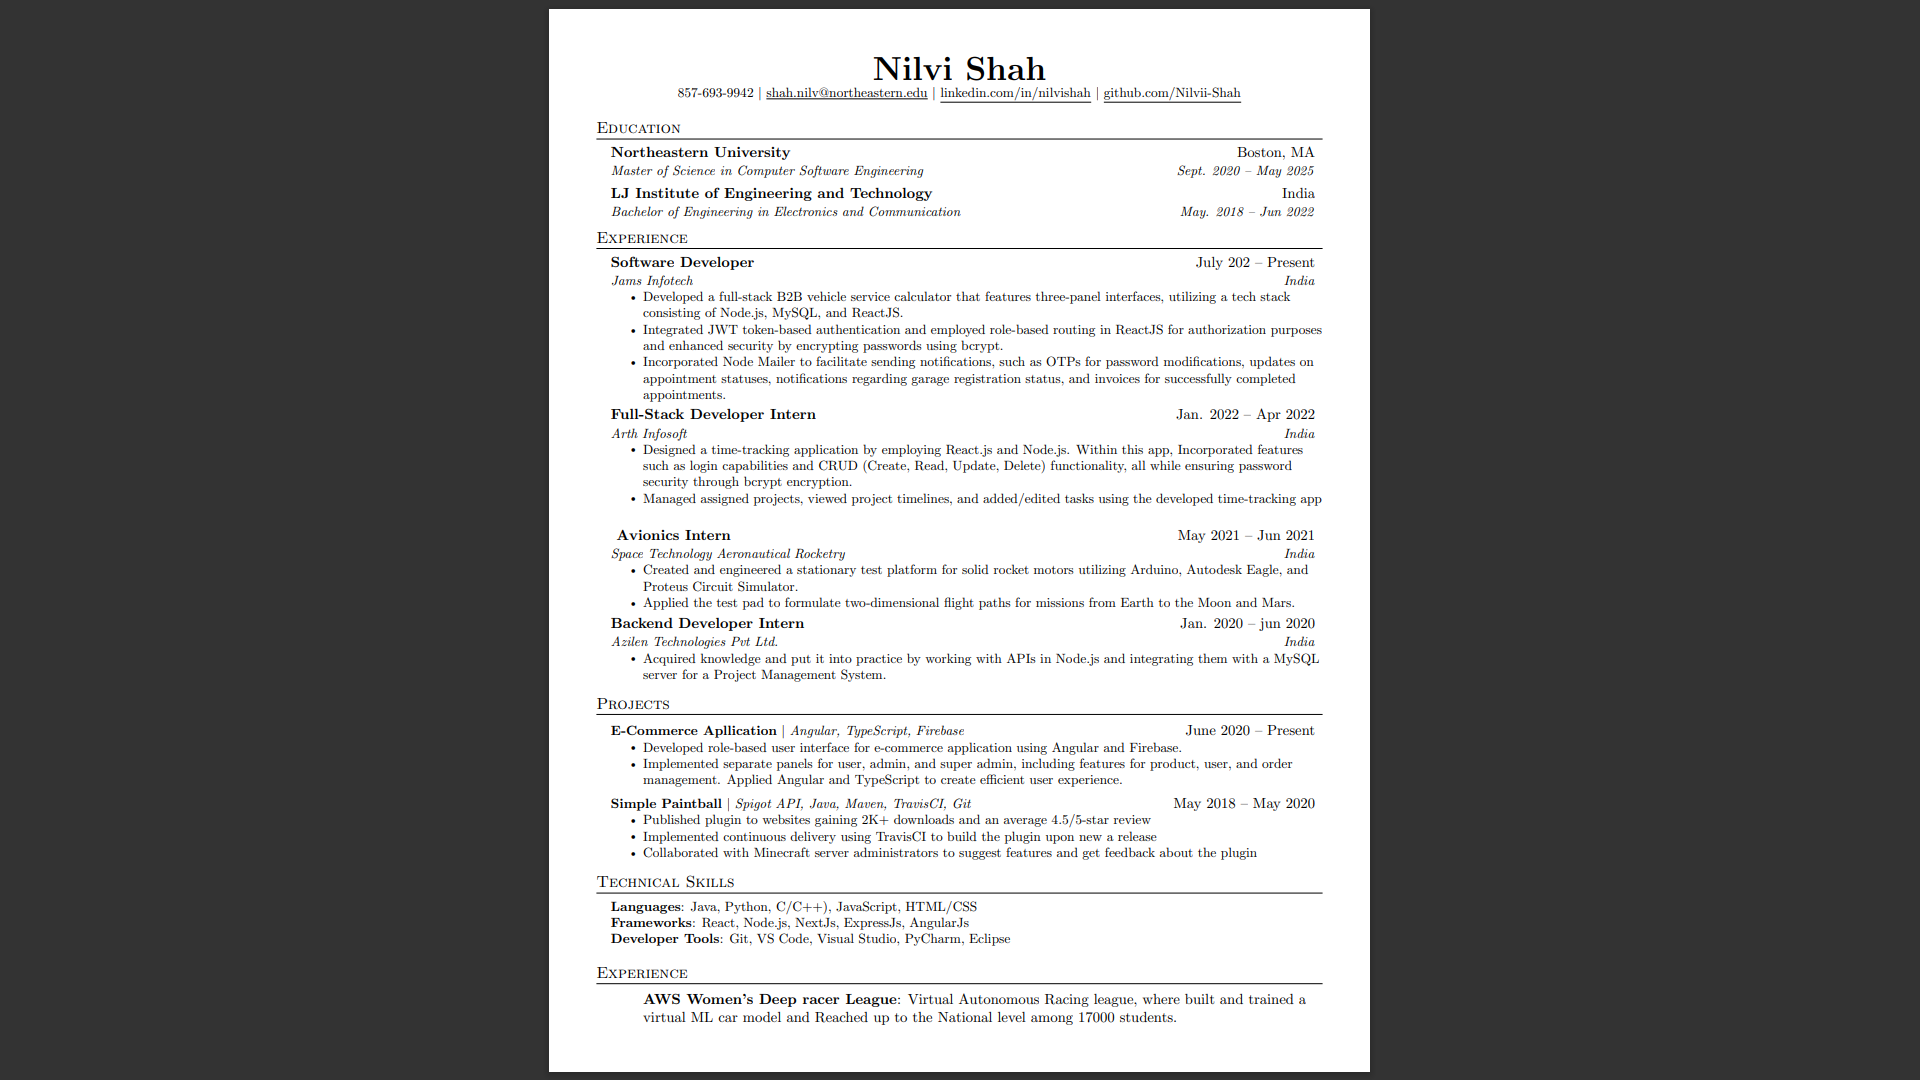 Nilvi Shah
857-693-9942 | shah.nilv@northeastern.edu | linkedin.com/in/nilvishah | github.com/Nilvii-Shah
Education
Northeastern University Boston, MA
Master of Science in Computer Software Engineering Sept. 2020 – May 2025
LJ Institute of Engineering and Technology India
Bachelor of Engineering in Electronics and Communication May. 2018 – Jun 2022
Experience
Software Developer July 202 – Present
Jams Infotech India
• Developed a full-stack B2B vehicle service calculator that features three-panel interfaces, utilizing a tech stack
consisting of Node.js, MySQL, and ReactJS.
• Integrated JWT token-based authentication and employed role-based routing in ReactJS for authorization purposes
and enhanced security by encrypting passwords using bcrypt.
• Incorporated Node Mailer to facilitate sending notifications, such as OTPs for password modifications, updates on
appointment statuses, notifications regarding garage registration status, and invoices for successfully completed
appointments.
Full-Stack Developer Intern Jan. 2022 – Apr 2022
Arth Infosoft India
• Designed a time-tracking application by employing React.js and Node.js. Within this app, Incorporated features
such as login capabilities and CRUD (Create, Read, Update, Delete) functionality, all while ensuring password
security through bcrypt encryption.
• Managed assigned projects, viewed project timelines, and added/edited tasks using the developed time-tracking app
Avionics Intern May 2021 – Jun 2021
Space Technology Aeronautical Rocketry India
• Created and engineered a stationary test platform for solid rocket motors utilizing Arduino, Autodesk Eagle, and
Proteus Circuit Simulator.
• Applied the test pad to formulate two-dimensional flight paths for missions from Earth to the Moon and Mars.
Backend Developer Intern Jan. 2020 – jun 2020
Azilen Technologies Pvt Ltd. India
• Acquired knowledge and put it into practice by working with APIs in Node.js and integrating them with a MySQL
server for a Project Management System.
Projects
E-Commerce Apllication | Angular, TypeScript, Firebase June 2020 – Present
• Developed role-based user interface for e-commerce application using Angular and Firebase.
• Implemented separate panels for user, admin, and super admin, including features for product, user, and order
management. Applied Angular and TypeScript to create efficient user experience.
Simple Paintball | Spigot API, Java, Maven, TravisCI, Git May 2018 – May 2020
• Published plugin to websites gaining 2K+ downloads and an average 4.5/5-star review
• Implemented continuous delivery using TravisCI to build the plugin upon new a release
• Collaborated with Minecraft server administrators to suggest features and get feedback about the plugin
Technical Skills
Languages: Java, Python, C/C++), JavaScript, HTML/CSS
Frameworks: React, Node.js, NextJs, ExpressJs, AngularJs
Developer Tools: Git, VS Code, Visual Studio, PyCharm, Eclipse
Experience
AWS Women's Deep racer League: Virtual Autonomous Racing league, where built and trained a
virtual ML car model and Reached up to the National level among 17000 students.